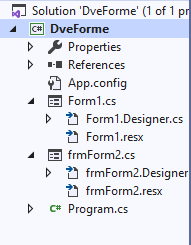 Solution 'DveForme' (1 of 1 pr
C# DveForme
Properties
References
App.config
Form1.cs
Form1.Designer.cs
Form1.resx
frmForm2.cs
frmForm2.Designer
frmForm2.resx
C# Program.cs